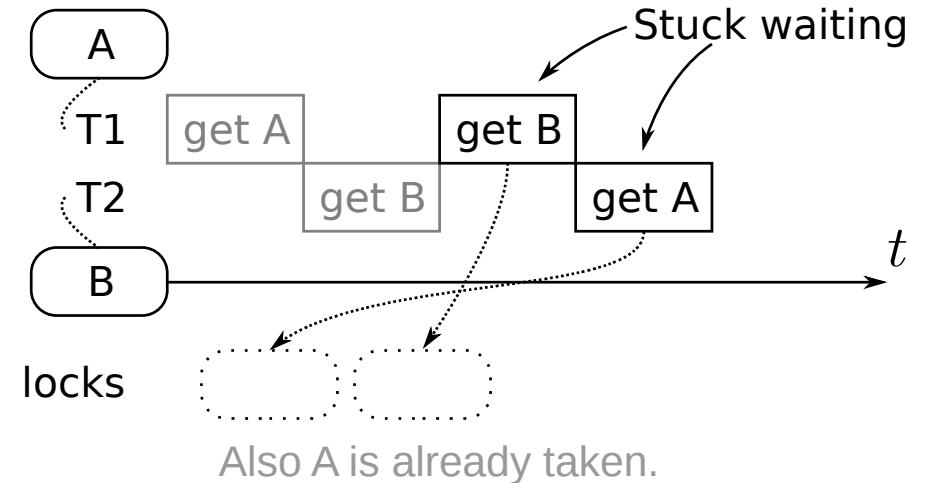 A
Stuck waiting
T1
get A
get B
T2
get B
get A
t
B
locks
Also A is already taken.